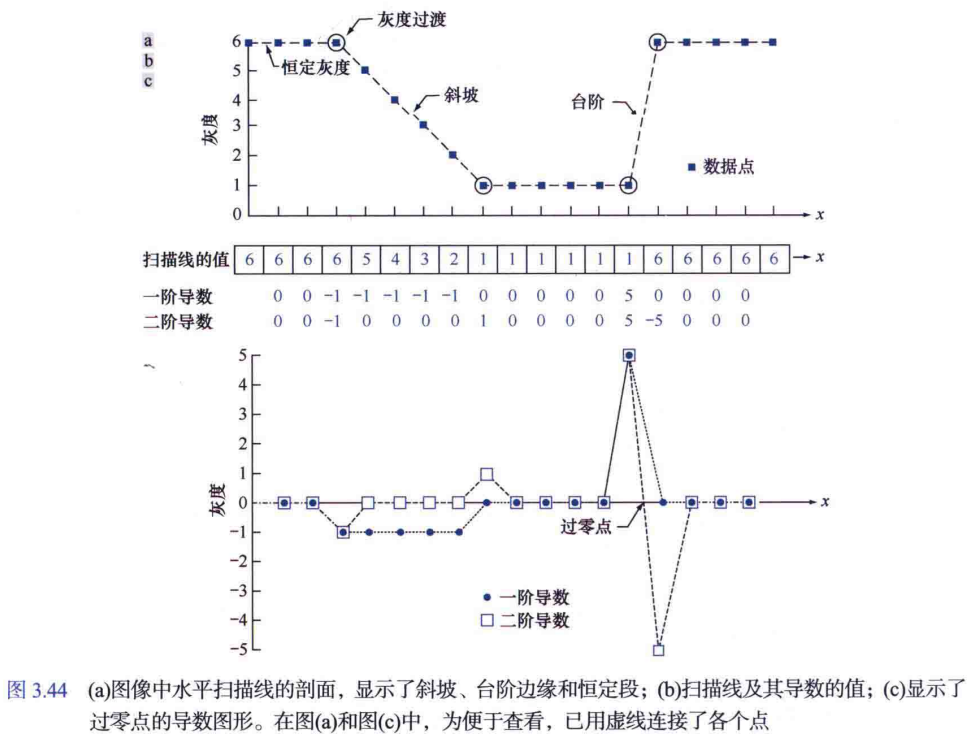 a
b
c
灰度过渡
恒定灰度
斜坡
台阶
数据点
灰度
6
5
4
3
2
1
0
x
扫描线的值 6 6 6 6 5 4 3 2 1 1 1 1 1 1 6 6 6 6 6 x
一阶导数 0 0 -1 -1 -1 -1 -1 0 0 0 0 0 5 0 0 0 0
二阶导数 0 0 -1 0 0 0 0 1 0 0 0 0 5 -5 0 0 0
5
4
3
2
1
0
-1
-2
-3
-4
-5
灰度
x
过零点
一阶导数
二阶导数
图 3.44 (a)图像中水平扫描线的剖面，显示了斜坡、台阶边缘和恒定段；(b)扫描线及其导数的值；(c)显示了
过零点的导数图形。在图(a)和图(c)中，为便于查看，已用虚线连接了各个点